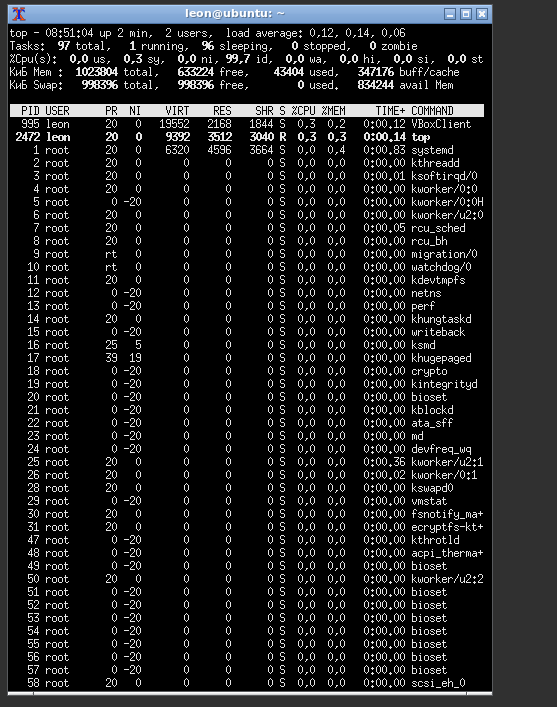 leon@ubuntu: ~
top - 08:51:04 up 2 min,  2 users,  load average: 0,12, 0,14, 0,06
Tasks:  97 total,   1 running,  96 sleeping,   0 stopped,   0 zombie
%Cpu(s):  0,0 us,  0,3 sy,  0,0 ni, 99,7 id,  0,0 wa,  0,0 hi,  0,0 si,  0,0 st
КиБ Mem :  1023804 total,   633224 free,    43404 used,   347176 buff/cache
КиБ Swap:   998396 total,   998396 free,        0 used.   834244 avail Mem
PID USER      PR  NI    VIRT    RES    SHR S %CPU %MEM     TIME+ COMMAND
995 leon      20   0   19552   2168   1844 S  0,3  0,2   0:00.12 VBoxClient
2472 leon      20   0    9392   3512   3040 R  0,3  0,3   0:00.14 top
1 root      20   0    6320   4596   3664 S  0,0  0,4   0:00.83 systemd
2 root      20   0       0      0      0 S  0,0  0,0   0:00.00 kthreadd
3 root      20   0       0      0      0 S  0,0  0,0   0:00.01 ksoftirqd/0
4 root      20   0       0      0      0 S  0,0  0,0   0:00.00 kworker/0:0
5 root       0 -20       0      0      0 S  0,0  0,0   0:00.00 kworker/0:0H
6 root      20   0       0      0      0 S  0,0  0,0   0:00.00 kworker/u2:0
7 root      20   0       0      0      0 S  0,0  0,0   0:00.05 rcu_sched
8 root      20   0       0      0      0 S  0,0  0,0   0:00.00 rcu_bh
9 root      rt   0       0      0      0 S  0,0  0,0   0:00.00 migration/0
10 root      rt   0       0      0      0 S  0,0  0,0   0:00.00 watchdog/0
11 root      20   0       0      0      0 S  0,0  0,0   0:00.00 kdevtmpfs
12 root       0 -20       0      0      0 S  0,0  0,0   0:00.00 netns
13 root       0 -20       0      0      0 S  0,0  0,0   0:00.00 perf
14 root      20   0       0      0      0 S  0,0  0,0   0:00.00 khungtaskd
15 root       0 -20       0      0      0 S  0,0  0,0   0:00.00 writeback
16 root      25   5       0      0      0 S  0,0  0,0   0:00.00 ksmd
17 root      39  19       0      0      0 S  0,0  0,0   0:00.00 khugepaged
18 root       0 -20       0      0      0 S  0,0  0,0   0:00.00 crypto
19 root       0 -20       0      0      0 S  0,0  0,0   0:00.00 kintegrityd
20 root       0 -20       0      0      0 S  0,0  0,0   0:00.00 bioset
21 root       0 -20       0      0      0 S  0,0  0,0   0:00.00 kblockd
22 root       0 -20       0      0      0 S  0,0  0,0   0:00.00 ata_sff
23 root       0 -20       0      0      0 S  0,0  0,0   0:00.00 md
24 root       0 -20       0      0      0 S  0,0  0,0   0:00.00 devfreq_wq
25 root      20   0       0      0      0 S  0,0  0,0   0:00.36 kworker/u2:1
26 root      20   0       0      0      0 S  0,0  0,0   0:00.02 kworker/0:1
28 root      20   0       0      0      0 S  0,0  0,0   0:00.00 kswapd0
29 root       0 -20       0      0      0 S  0,0  0,0   0:00.00 vmstat
30 root      20   0       0      0      0 S  0,0  0,0   0:00.00 fsnotify_ma+
31 root      20   0       0      0      0 S  0,0  0,0   0:00.00 ecryptfs-kt+
47 root       0 -20       0      0      0 S  0,0  0,0   0:00.00 kthrotld
48 root       0 -20       0      0      0 S  0,0  0,0   0:00.00 acpi_therma+
49 root       0 -20       0      0      0 S  0,0  0,0   0:00.00 bioset
50 root      20   0       0      0      0 S  0,0  0,0   0:00.00 kworker/u2:2
51 root       0 -20       0      0      0 S  0,0  0,0   0:00.00 bioset
52 root       0 -20       0      0      0 S  0,0  0,0   0:00.00 bioset
53 root       0 -20       0      0      0 S  0,0  0,0   0:00.00 bioset
54 root       0 -20       0      0      0 S  0,0  0,0   0:00.00 bioset
55 root       0 -20       0      0      0 S  0,0  0,0   0:00.00 bioset
56 root       0 -20       0      0      0 S  0,0  0,0   0:00.00 bioset
57 root       0 -20       0      0      0 S  0,0  0,0   0:00.00 bioset
58 root      20   0       0      0      0 S  0,0  0,0   0:00.00 scsi_eh_0